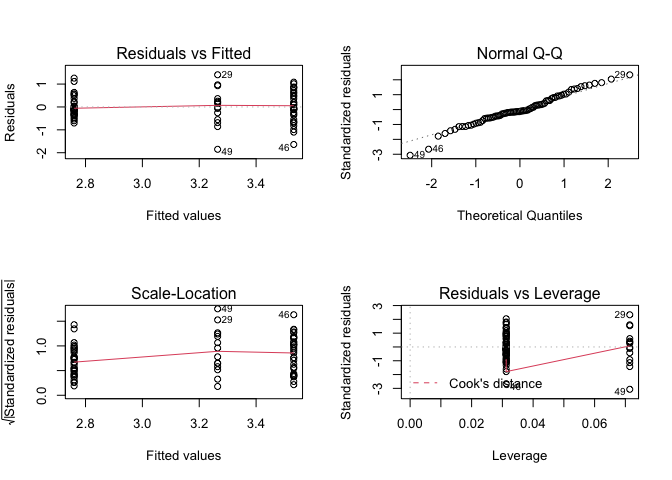 Residuals vs Fitted
Residuals
1
0
-1
-2
29
49
46
2.8 3.0 3.2 3.4
Fitted values
Normal Q-Q
Standardized residuals
1
-1
-3
29
46
49
-2 -1 0 1 2
Theoretical Quantiles
Scale-Location
√|Standardized residuals|
1.0
0.0
49
29
46
2.8 3.0 3.2 3.4
Fitted values
Residuals vs Leverage
Standardized residuals
3
1
-1
-3
29
46
49
Cook's distance
0.00 0.02 0.04 0.06
Leverage